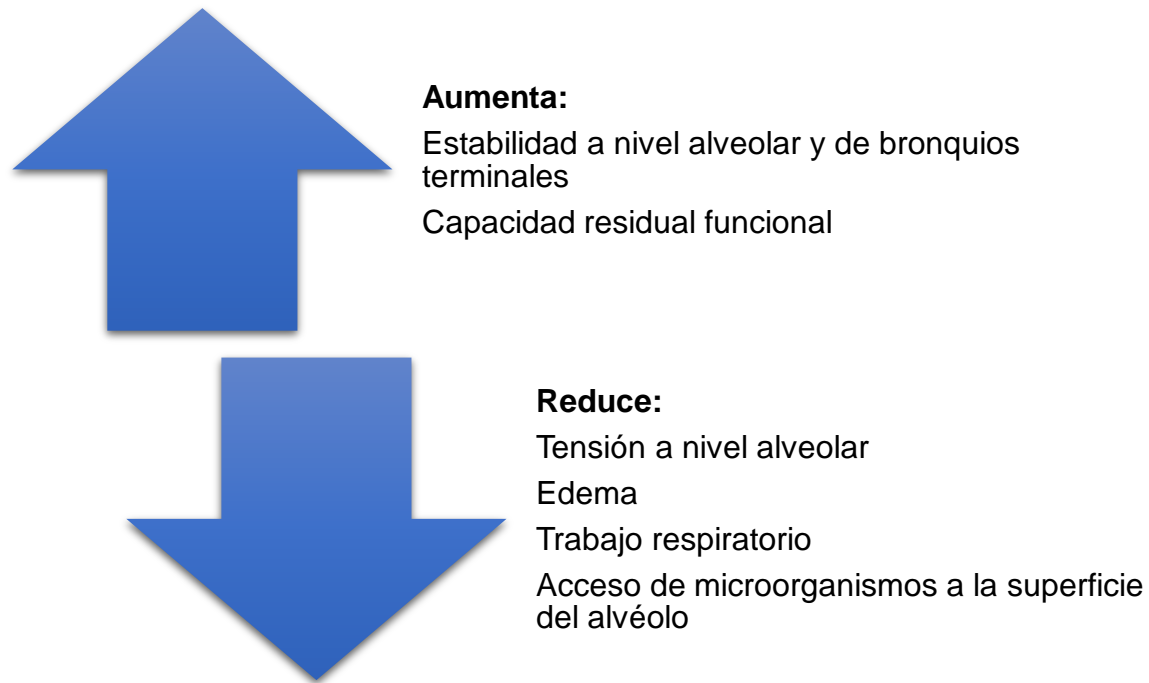 Aumenta:
Estabilidad a nivel alveolar y de bronquios
terminales
Capacidad residual funcional
Reduce:
Tensión a nivel alveolar
Edema
Trabajo respiratorio
Acceso de microorganismos a la superficie
del alvéolo